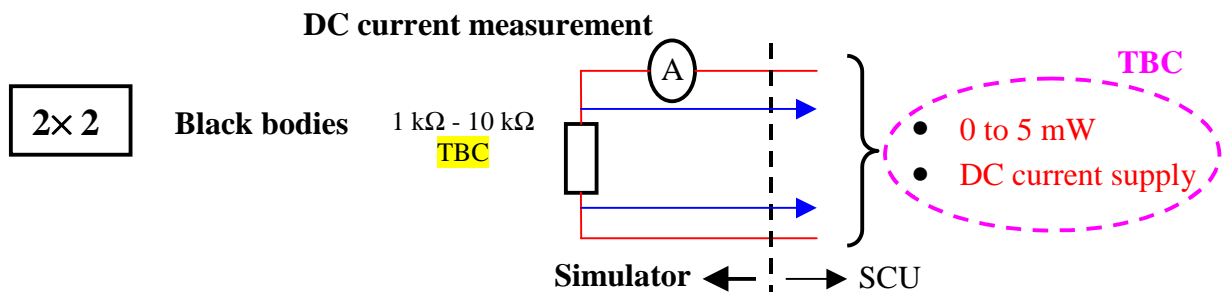 DC current measurement
A
TBC
2× 2
Black bodies
1 kΩ - 10 kΩ
TBC
• 0 to 5 mW
• DC current supply
Simulator
SCU